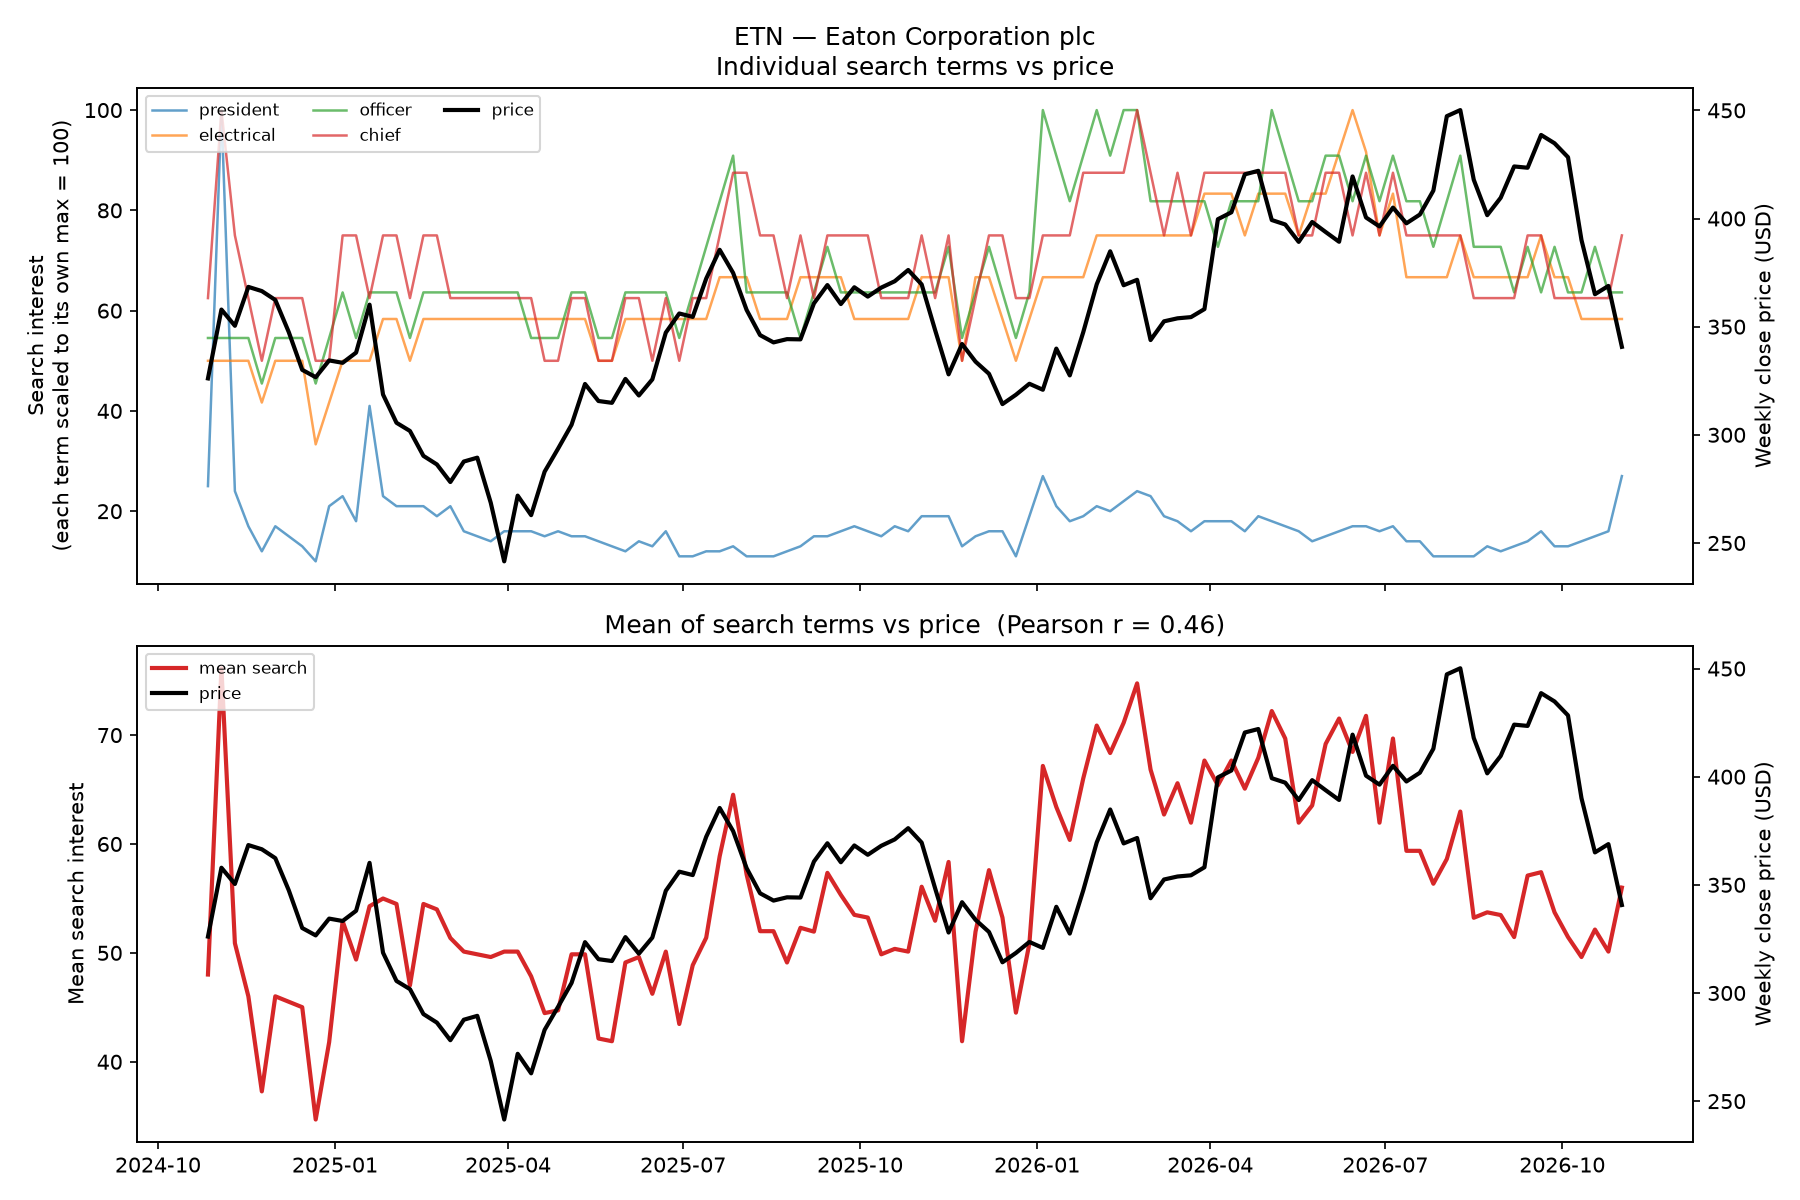 ETN — Eaton Corporation plc
Individual search terms vs price
president
electrical
officer
chief
price
Search interest
(each term scaled to its own max = 100)
100
80
60
40
20
Weekly close price (USD)
450
400
350
300
250
Mean of search terms vs price (Pearson r = 0.46)
mean search
price
Mean search interest
70
60
50
40
Weekly close price (USD)
450
400
350
300
250
2024-10
2025-01
2025-04
2025-07
2025-10
2026-01
2026-04
2026-07
2026-10